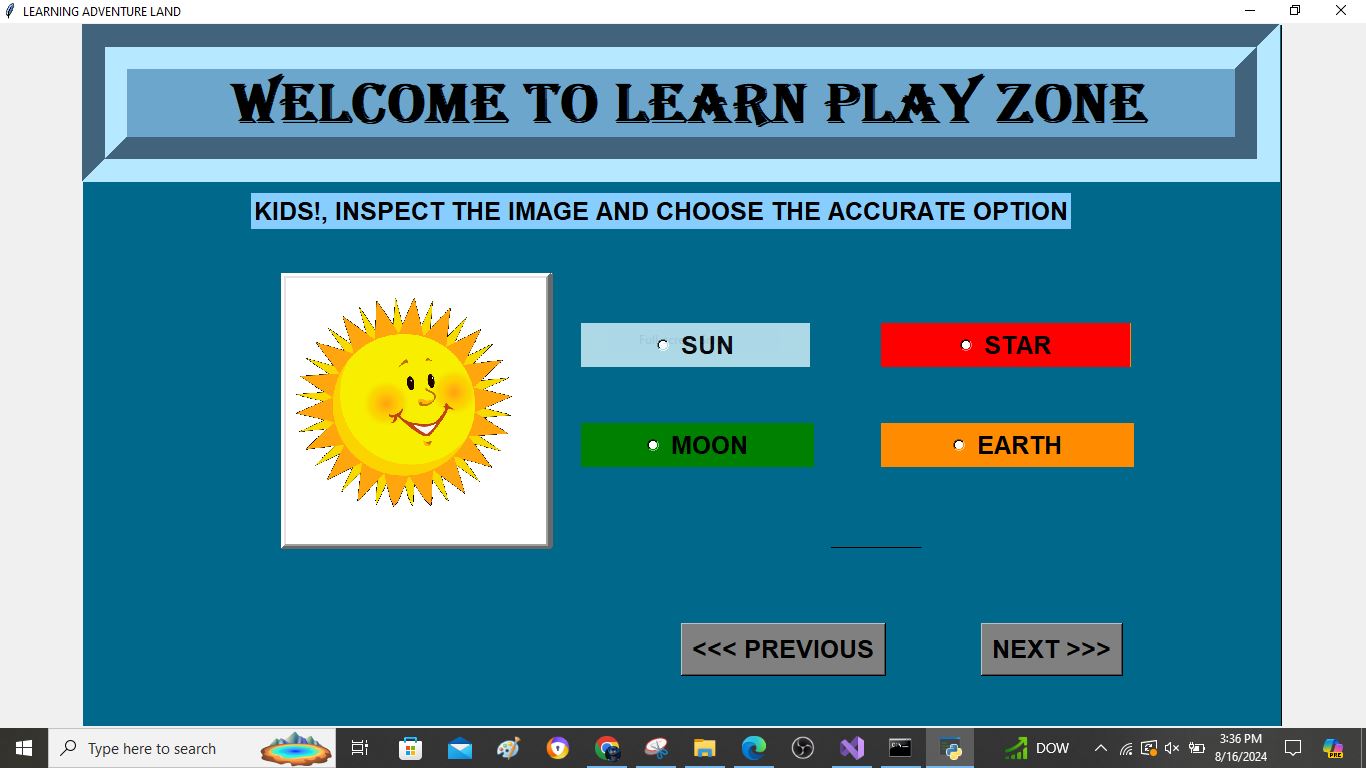 LEARNING ADVENTURE LAND
WELCOME TO LEARN PLAY ZONE
KIDS!, INSPECT THE IMAGE AND CHOOSE THE ACCURATE OPTION
SUN
STAR
MOON
EARTH
<<< PREVIOUS
NEXT >>>
Type here to search
DOW
3:36 PM
8/16/2024
PRE